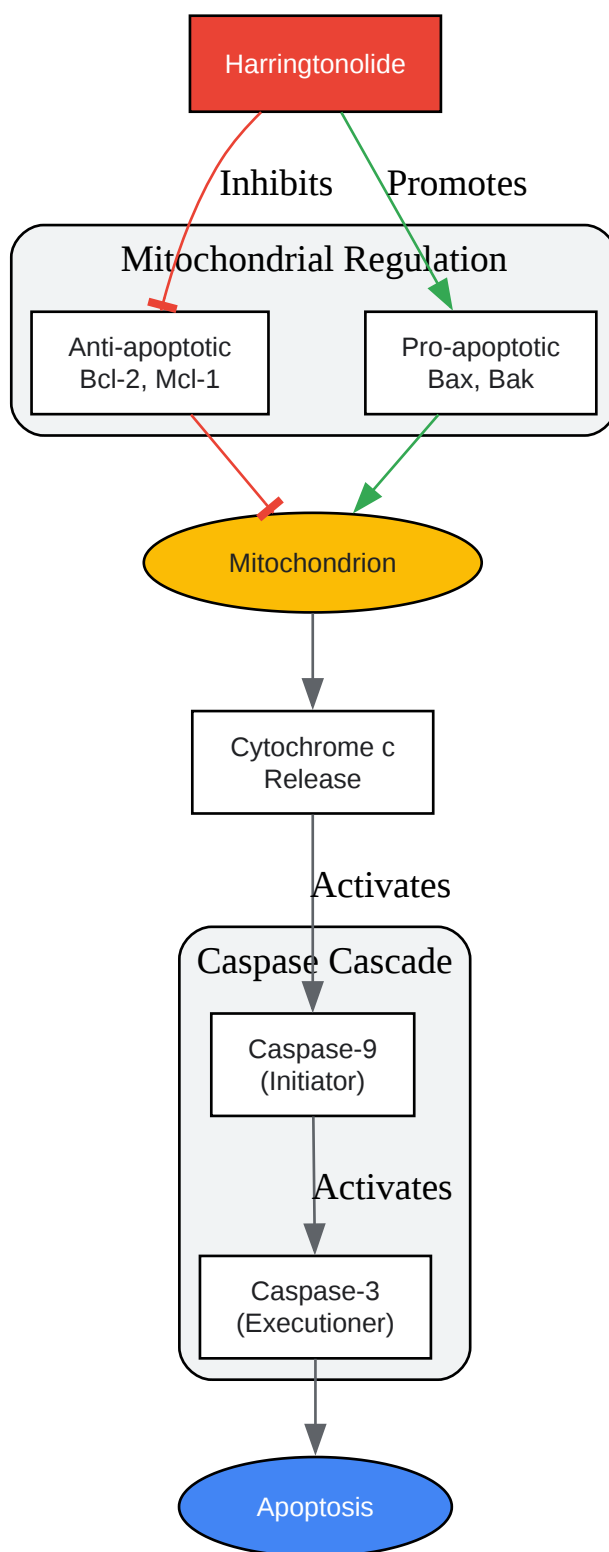 Harringtonolide
Inhibits
Promotes
Mitochondrial Regulation
Anti-apoptotic
Bcl-2, Mcl-1
Pro-apoptotic
Bax, Bak
Mitochondrion
Cytochrome c
Release
Activates
Caspase Cascade
Caspase-9
(Initiator)
Activates
Caspase-3
(Executioner)
Apoptosis